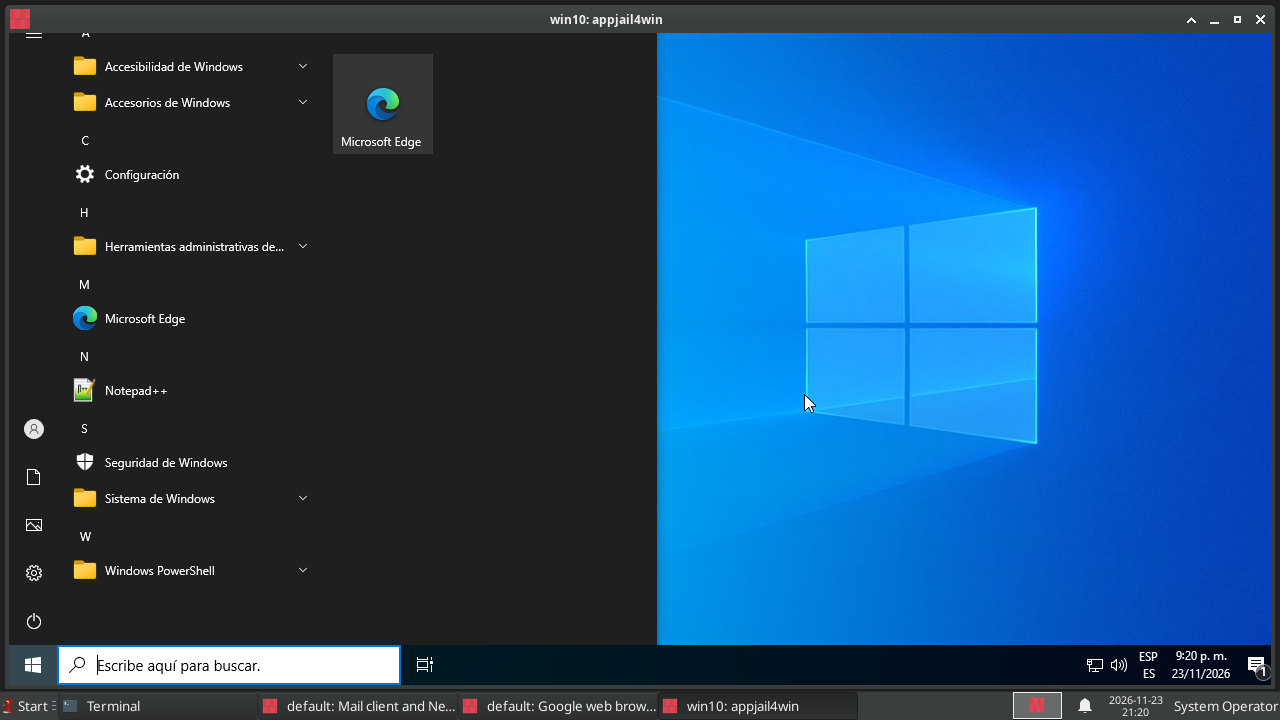 win10: appjail4win
A
Accesibilidad de Windows
Accesorios de Windows
C
Configuración
H
Herramientas administrativas de...
M
Microsoft Edge
N
Notepad++
S
Seguridad de Windows
Sistema de Windows
W
Windows PowerShell
Microsoft Edge
Escribe aquí para buscar.
ESP
ES
9:20 p. m.
23/11/2026
1
Start
Terminal
default: Mail client and Ne...
default: Google web brow...
win10: appjail4win
2026-11-23
21:20
System Operator